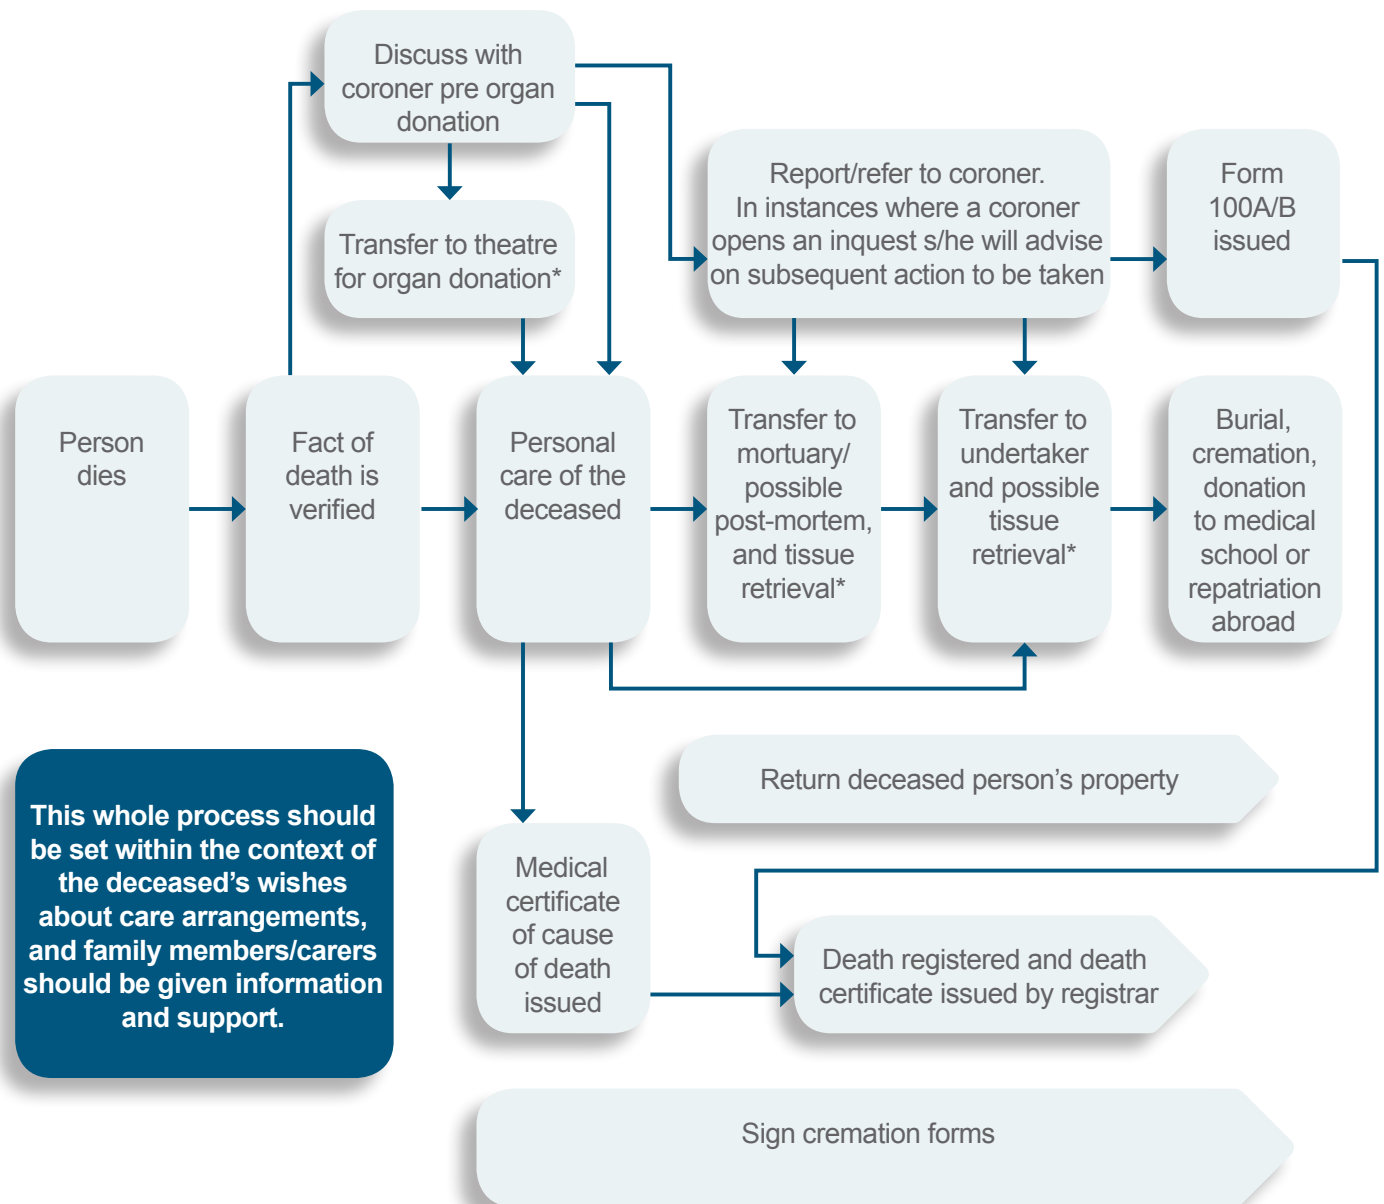 Discuss with
coroner pre organ
donation
Transfer to theatre
for organ donation*
Report/refer to coroner.
In instances where a coroner
opens an inquest s/he will advise
on subsequent action to be taken
Form
100A/B
issued
Person
dies
Fact of
death is
verified
Personal
care of the
deceased
Transfer to
mortuary/
possible
post-mortem,
and tissue
retrieval*
Transfer to
undertaker
and possible
tissue
retrieval*
Burial,
cremation,
donation
to medical
school or
repatriation
abroad
This whole process should
be set within the context of
the deceased’s wishes
about care arrangements,
and family members/carers
should be given information
and support.
Return deceased person’s property
Medical
certificate
of cause
of death
issued
Death registered and death
certificate issued by registrar
Sign cremation forms